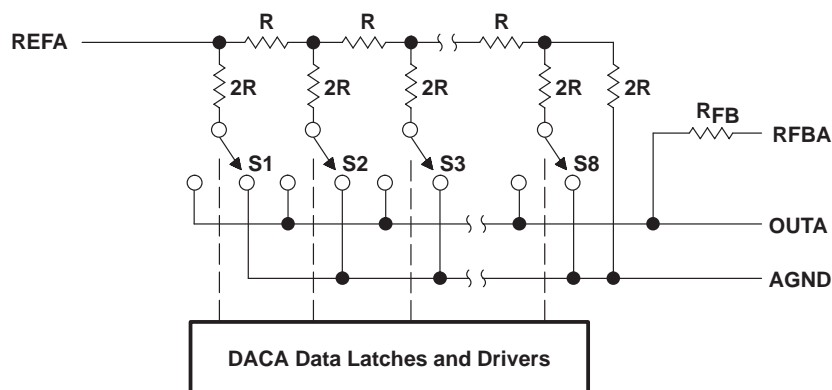 R R R
REFA
2R 2R 2R 2R 2R
RFB
RFBA
S1 S2 S3 S8
OUTA
AGND
DACA Data Latches and Drivers